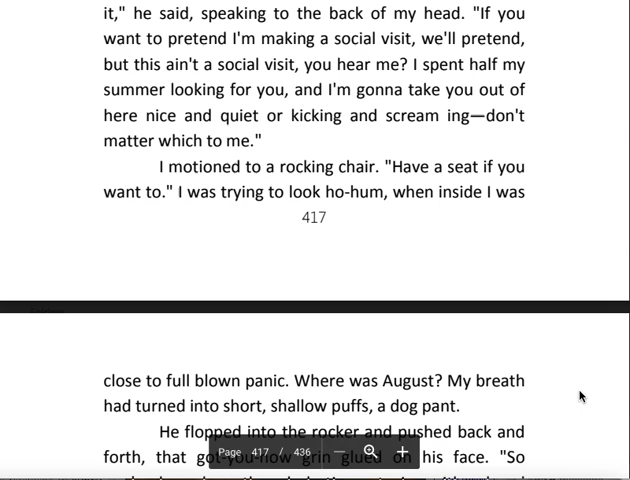 it," he said, speaking to the back of my head. "If you
want to pretend I'm making a social visit, we'll pretend,
but this ain't a social visit, you hear me? I spent half my
summer looking for you, and I'm gonna take you out of
here nice and quiet or kicking and scream ing—don't
matter which to me."
I motioned to a rocking chair. "Have a seat if you
want to." I was trying to look ho-hum, when inside I was
417
close to full blown panic. Where was August? My breath
had turned into short, shallow puffs, a dog pant.
He flopped into the rocker and pushed back and
forth, that got-you-now grin glued on his face. "So
Page 417 / 436